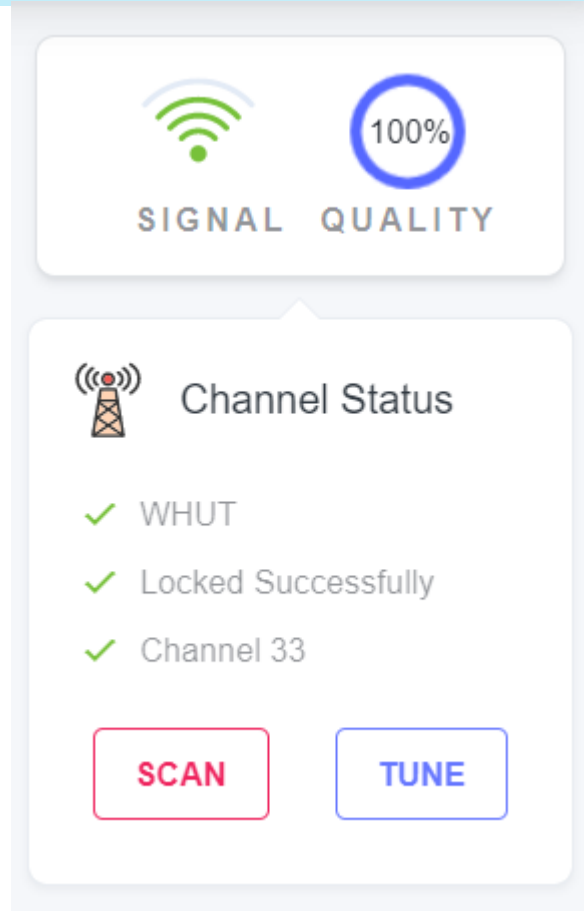 100%
SIGNAL QUALITY
Channel Status
WHUT
Locked Successfully
Channel 33
SCAN TUNE